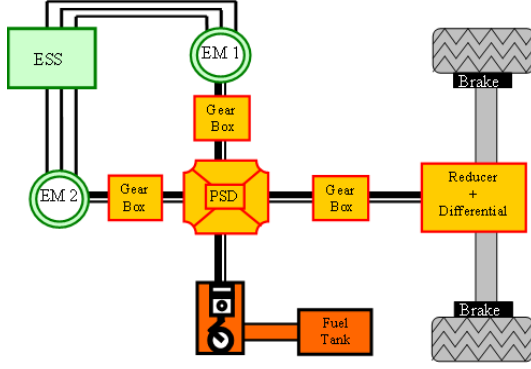 ESS
EM 1
Brake
Gear
Box
EM 2
Gear
Box
PSD
Gear
Box
Reducer
+
Differential
Brake
Fuel
Tank